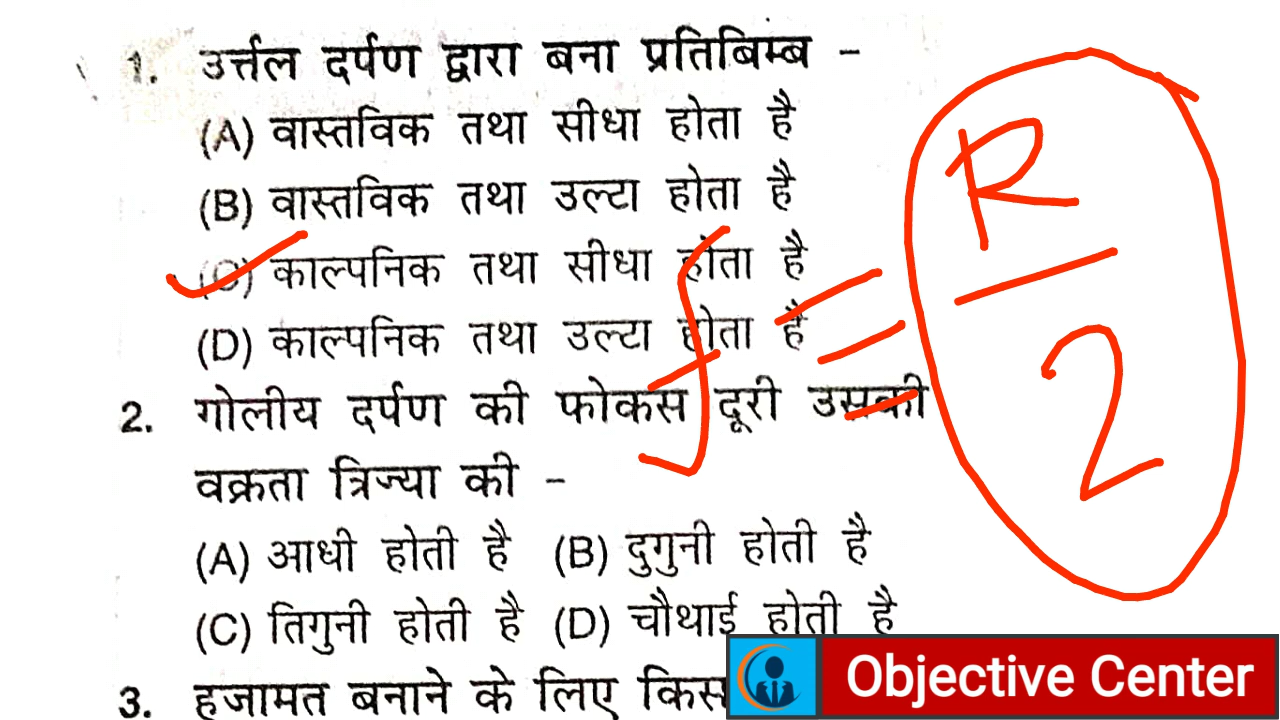 1. उर्त्तल दर्पण द्वारा बना प्रतिबिम्ब –
(A) वास्तविक तथा सीधा होता है
(B) वास्तविक तथा उल्टा होता है
(C) काल्पनिक तथा सीधा होता है
(D) काल्पनिक तथा उल्टा होता है
f = R/2
2. गोलीय दर्पण की फोकस दूरी उसकी
वक्रता त्रिज्या की –
(A) आधी होती है (B) दुगुनी होती है
(C) तिगुनी होती है (D) चौथाई होती है
3. हजामत बनाने के लिए
Objective Center